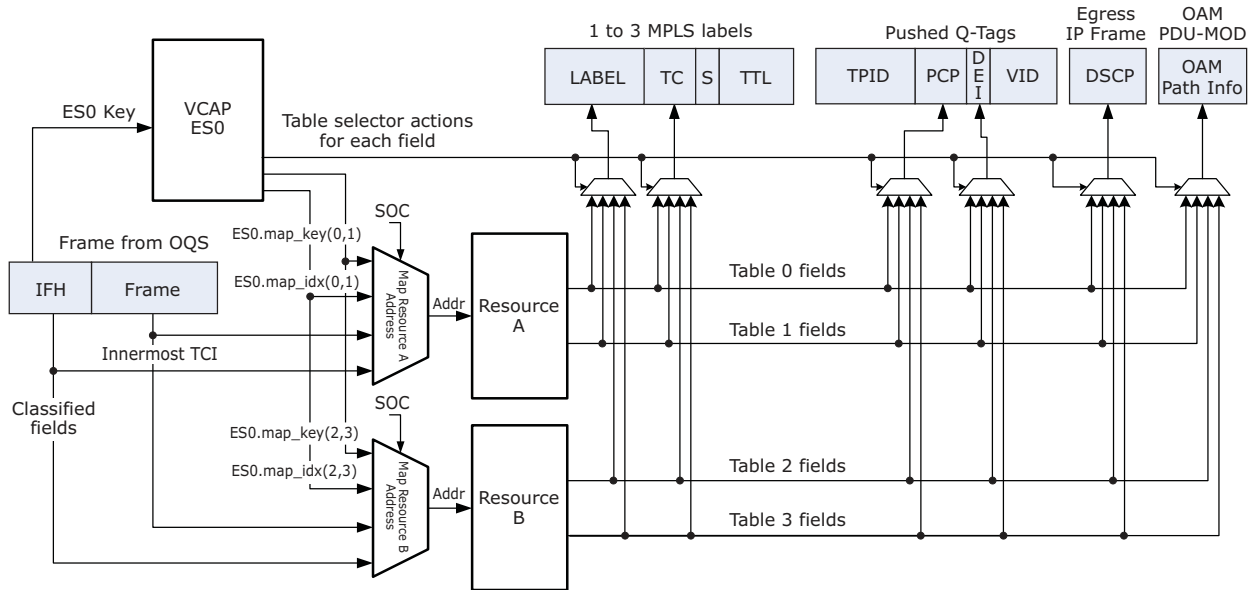 1 to 3 MPLS labels
LABEL TC S TTL
Pushed Q-Tags
TPID PCP DEI VID
Egress
IP Frame
DSCP
OAM
PDU-MOD
OAM
Path Info
ES0 Key
VCAP
ES0
Table selector actions
for each field
Frame from OQS
IFH Frame
Innermost TCI
Classified
fields
SOC
ES0.map_key(0,1)
ES0.map_idx(0,1)
Map Resource A
Address
Addr
Resource
A
Table 0 fields
Table 1 fields
SOC
ES0.map_key(2,3)
ES0.map_idx(2,3)
Map Resource B
Address
Addr
Resource
B
Table 2 fields
Table 3 fields